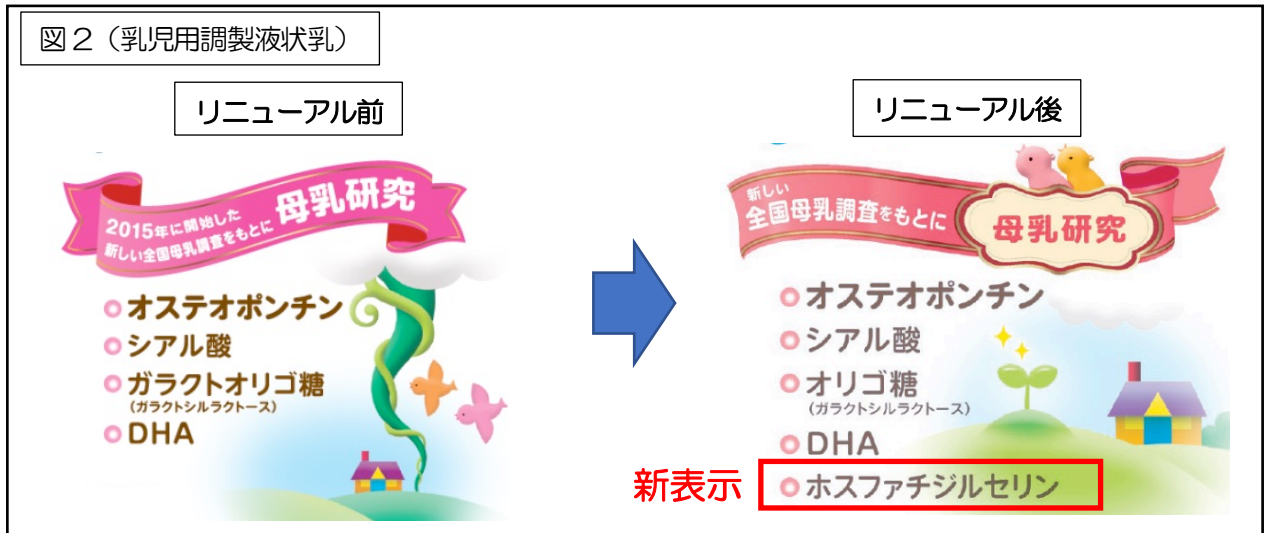 図2（乳児用調製液状乳）
リニューアル前
2015年に開始した
新しい全国母乳調査をもとに
母乳研究
オステオポンチン
シアル酸
ガラクトオリゴ糖
（ガラクトシルラクトース）
DHA
リニューアル後
新しい
全国母乳調査をもとに
母乳研究
オステオポンチン
シアル酸
オリゴ糖
（ガラクトシルラクトース）
DHA
新表示
ホスファチジルセリン